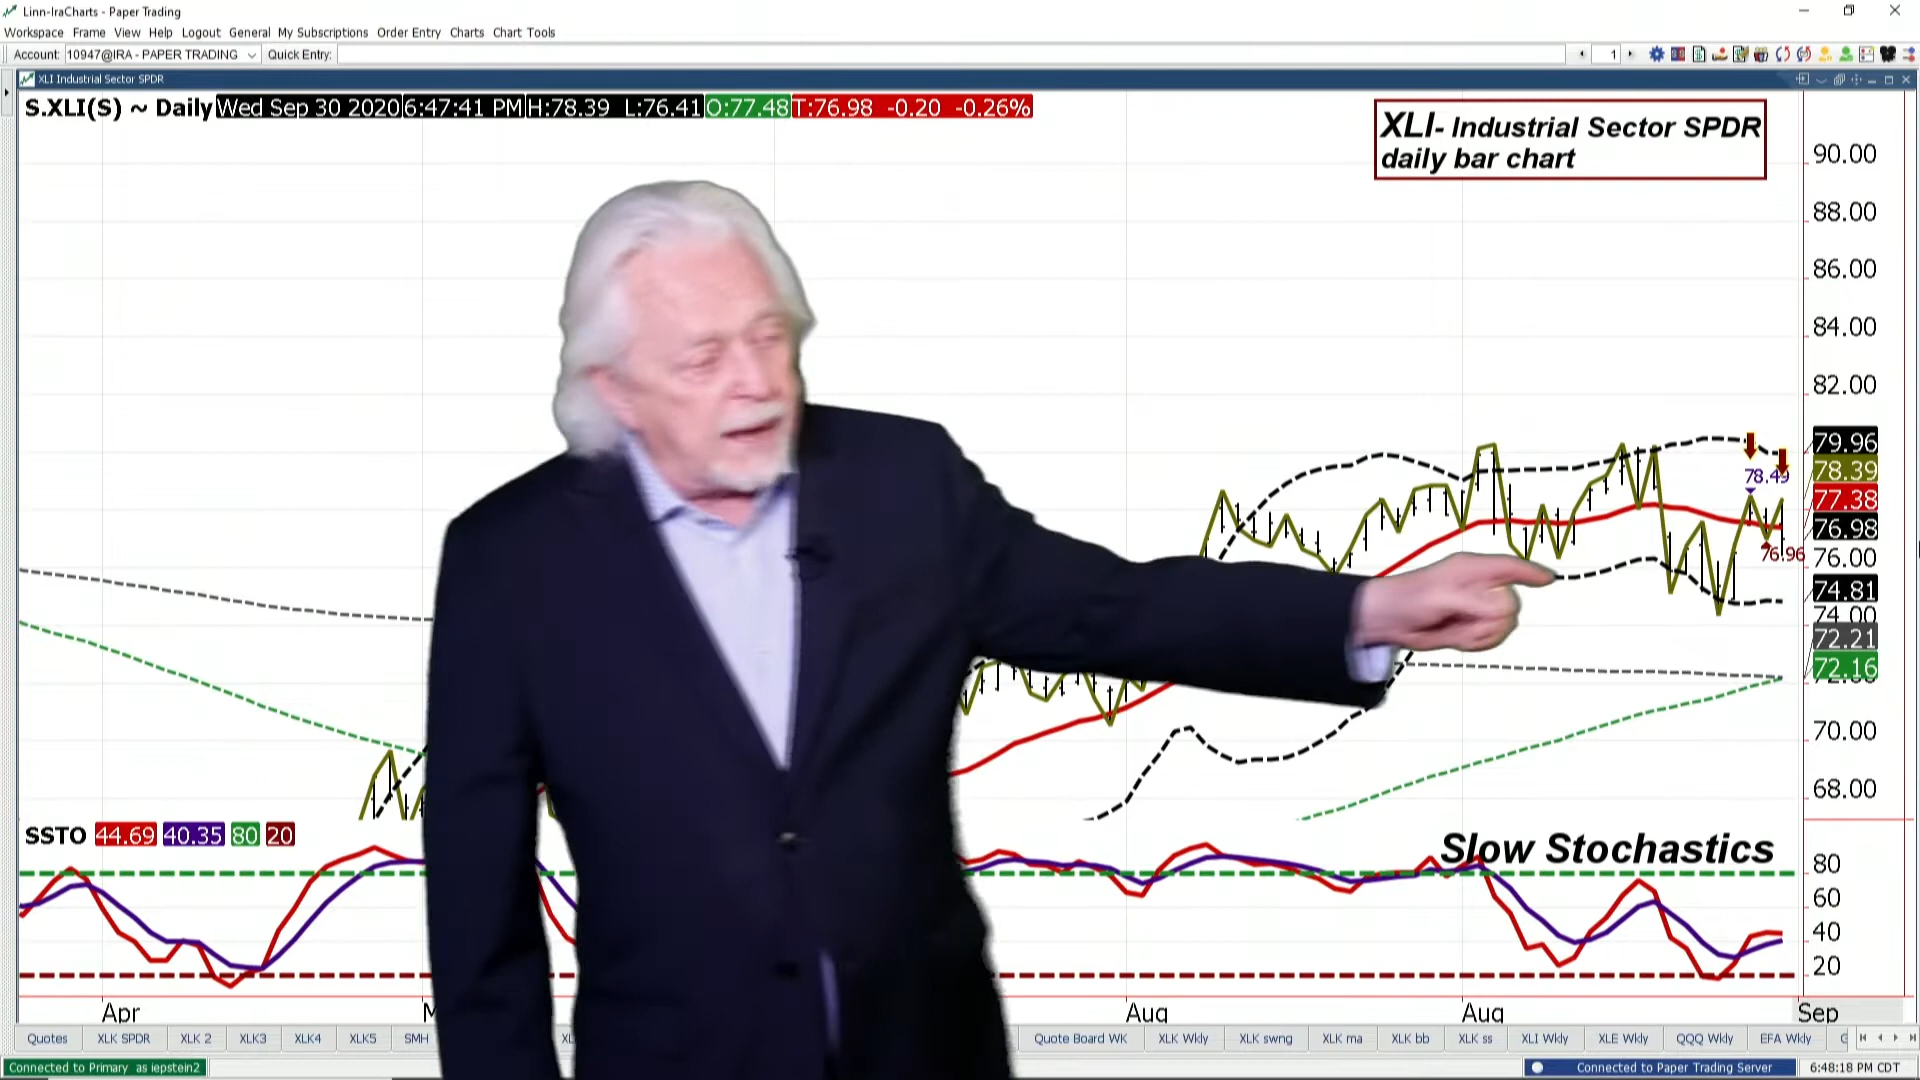 Linn-IraCharts - Paper Trading
Workspace Frame View Help Logout General My Subscriptions Order Entry Charts Chart Tools
Account: 10947@IRA - PAPER TRADING Quick Entry: 1
XLI Industrial Sector SPDR
S.XLI(S) ~ Daily Wed Sep 30 2020 6:47:41 PM H:78.39 L:76.41 O:77.48 T:76.98 -0.20 -0.26%
XLI- Industrial Sector SPDR
daily bar chart
90.00
88.00
86.00
84.00
82.00
79.96
78.49
78.39
77.38
76.98
76.96
76.00
74.81
74.00
72.21
72.16
70.00
68.00
SSTO 44.69 40.35 80 20
Slow Stochastics
80
60
40
20
Apr M Aug Aug Sep
Quotes XLK SPDR XLK 2 XLK3 XLK4 XLK5 SMH XL Quote Board WK XLK Wkly XLK swng XLK ma XLK bb XLK ss XLI Wkly XLE Wkly QQQ Wkly EFA Wkly
Connected to Primary as iepstein2 Connected to Paper Trading Server 6:48:18 PM CDT